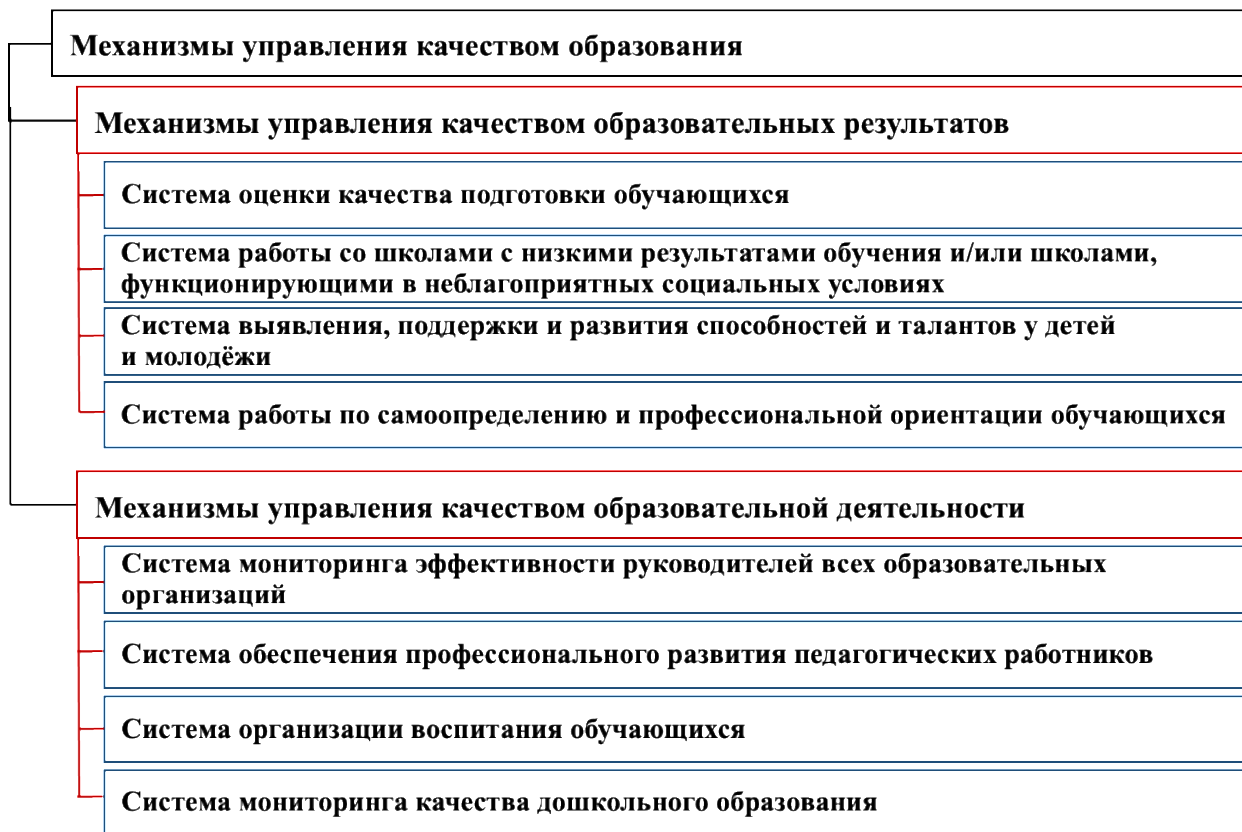 Механизмы управления качеством образования
Механизмы управления качеством образовательных результатов
Система оценки качества подготовки обучающихся
Система работы со школами с низкими результатами обучения и/или школами,
функционирующими в неблагоприятных социальных условиях
Система выявления, поддержки и развития способностей и талантов у детей
и молодёжи
Система работы по самоопределению и профессиональной ориентации обучающихся
Механизмы управления качеством образовательной деятельности
Система мониторинга эффективности руководителей всех образовательных
организаций
Система обеспечения профессионального развития педагогических работников
Система организации воспитания обучающихся
Система мониторинга качества дошкольного образования